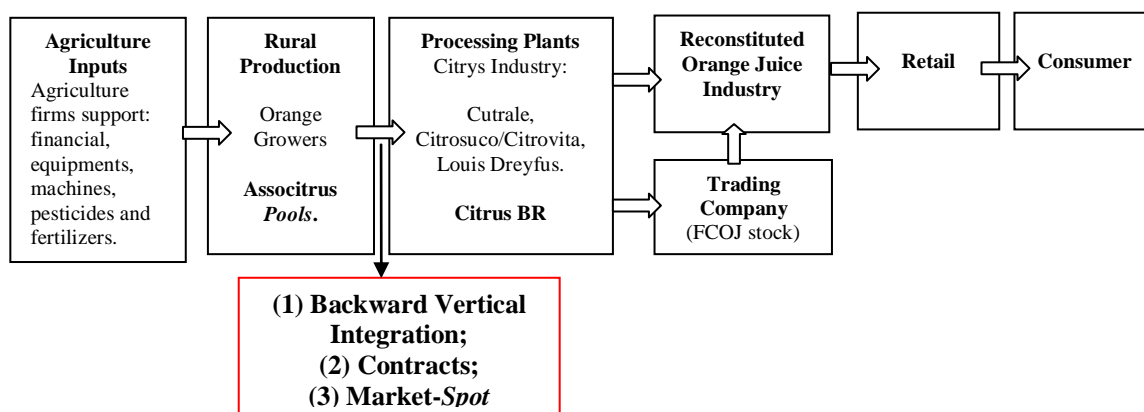 Agriculture
Inputs
Agriculture
firms support:
financial,
equipments,
machines,
pesticides and
fertilizers.
Rural
Production
Orange
Growers
Associtrus
Pools.
Processing Plants
Citrys Industry:
Cutrale,
Citrosuco/Citrovita,
Louis Dreyfus.
Citrus BR
Reconstituted
Orange Juice
Industry
Trading
Company
(FCOJ stock)
Retail
Consumer
(1) Backward Vertical
Integration;
(2) Contracts;
(3) Market-Spot